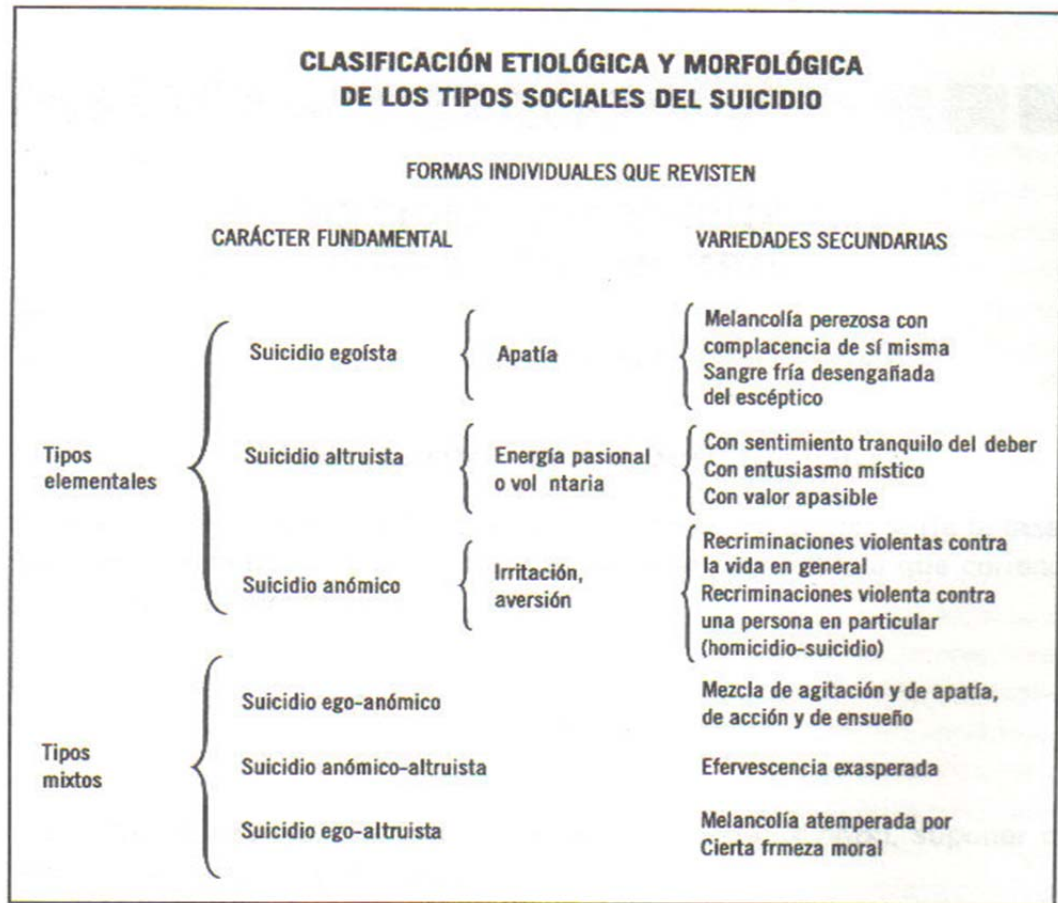 CLASIFICACIÓN ETIOLÓGICA Y MORFOLÓGICA
DE LOS TIPOS SOCIALES DEL SUICIDIO
FORMAS INDIVIDUALES QUE REVISTEN
CARÁCTER FUNDAMENTAL
VARIEDADES SECUNDARIAS
Tipos
elementales
Suicidio egoísta
Apatía
Melancolía perezosa con
complacencia de sí misma
Sangre fría desengañada
del escéptico
Suicidio altruista
Energía pasional
o vol ntaria
Con sentimiento tranquilo del deber
Con entusiasmo místico
Con valor apasible
Suicidio anómico
Irritación,
aversión
Recriminaciones violentas contra
la vida en general
Recriminaciones violenta contra
una persona en particular
(homicidio-suicidio)
Tipos
mixtos
Suicidio ego-anómico
Mezcla de agitación y de apatía,
de acción y de ensueño
Suicidio anómico-altruista
Efervescencia exasperada
Suicidio ego-altruista
Melancolía atemperada por
Cierta frmeza moral